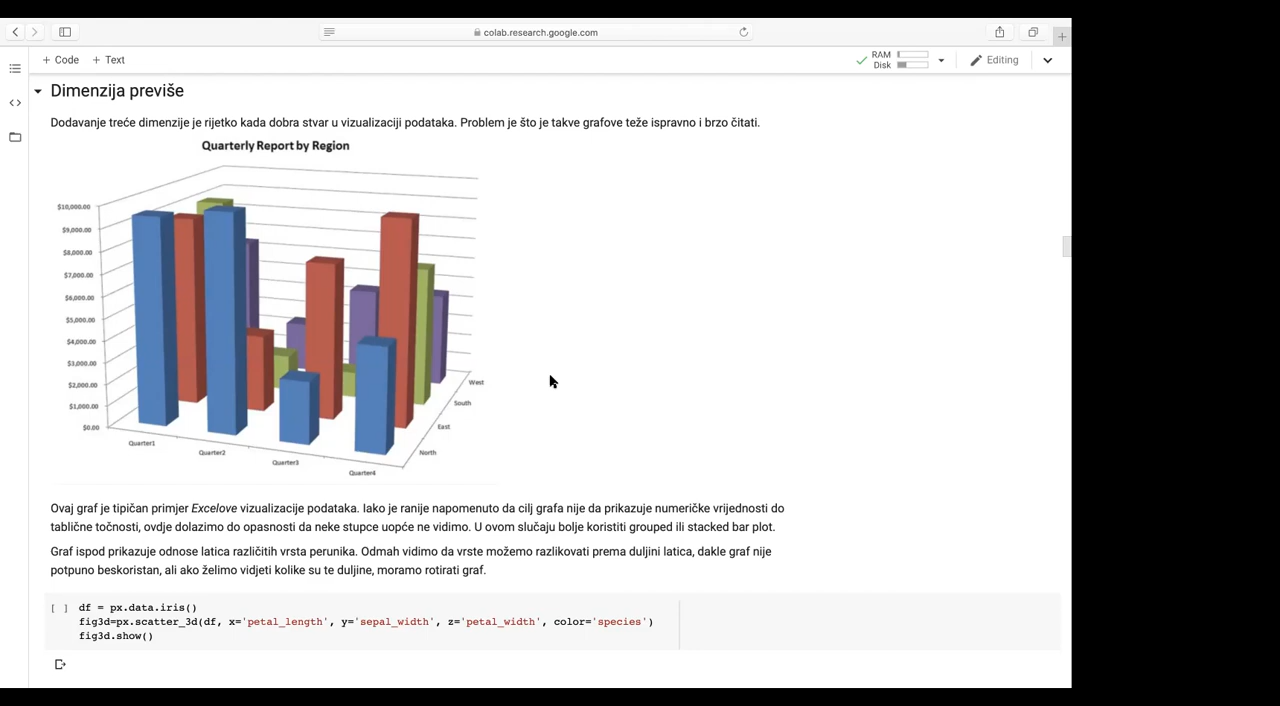 colab.research.google.com
+ Code + Text
RAM
Disk
Editing
Dimenzija previše
Dodavanje treće dimenzije je rijetko kada dobra stvar u vizualizaciji podataka. Problem je što je takve grafove teže ispravno i brzo čitati.
Quarterly Report by Region
$10,000.00
$9,000.00
$8,000.00
$7,000.00
$6,000.00
$5,000.00
$4,000.00
$3,000.00
$2,000.00
$1,000.00
$0.00
Quarter1
Quarter2
Quarter3
Quarter4
West
South
East
North
Ovaj graf je tipičan primjer Excelove vizualizacije podataka. Iako je ranije napomenuto da cilj grafa nije da prikazuje numeričke vrijednosti do
tablične točnosti, ovdje dolazimo do opasnosti da neke stupce uopće ne vidimo. U ovom slučaju bolje koristiti grouped ili stacked bar plot.
Graf ispod prikazuje odnose latica različitih vrsta perunika. Odmah vidimo da vrste možemo razlikovati prema duljini latica, dakle graf nije
potpuno beskoristan, ali ako želimo vidjeti kolike su te duljine, moramo rotirati graf.
[ ] df = px.data.iris()
fig3d=px.scatter_3d(df, x='petal_length', y='sepal_width', z='petal_width', color='species')
fig3d.show()